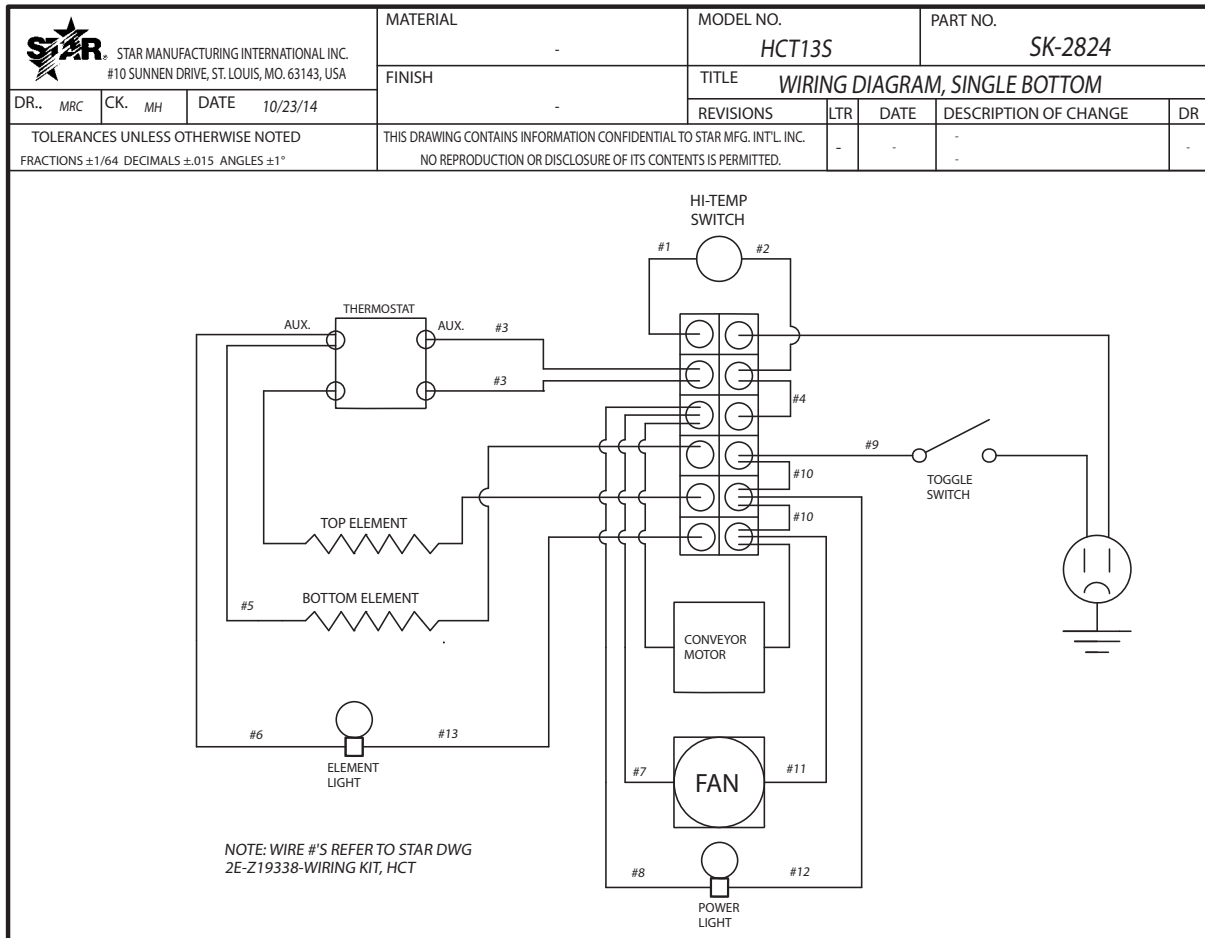 STAR®
STAR MANUFACTURING INTERNATIONAL INC.
#10 SUNNEN DRIVE, ST. LOUIS, MO. 63143, USA
DR.. MRC CK. MH DATE 10/23/14
TOLERANCES UNLESS OTHERWISE NOTED
FRACTIONS ±1/64 DECIMALS ±.015 ANGLES ±1°
MATERIAL
-
FINISH
-
THIS DRAWING CONTAINS INFORMATION CONFIDENTIAL TO STAR MFG. INT'L. INC.
NO REPRODUCTION OR DISCLOSURE OF ITS CONTENTS IS PERMITTED.
MODEL NO.
HCT13S
PART NO.
SK-2824
TITLE WIRING DIAGRAM, SINGLE BOTTOM
REVISIONS LTR DATE DESCRIPTION OF CHANGE DR
- - - -
-
HI-TEMP
SWITCH
#1 #2
THERMOSTAT
AUX. AUX. #3
#3
#4
#9
TOGGLE
SWITCH
#10
#10
TOP ELEMENT
BOTTOM ELEMENT
#5
CONVEYOR
MOTOR
#6 #13
ELEMENT
LIGHT
#7 FAN #11
#8 #12
POWER
LIGHT
NOTE: WIRE #'S REFER TO STAR DWG
2E-Z19338-WIRING KIT, HCT